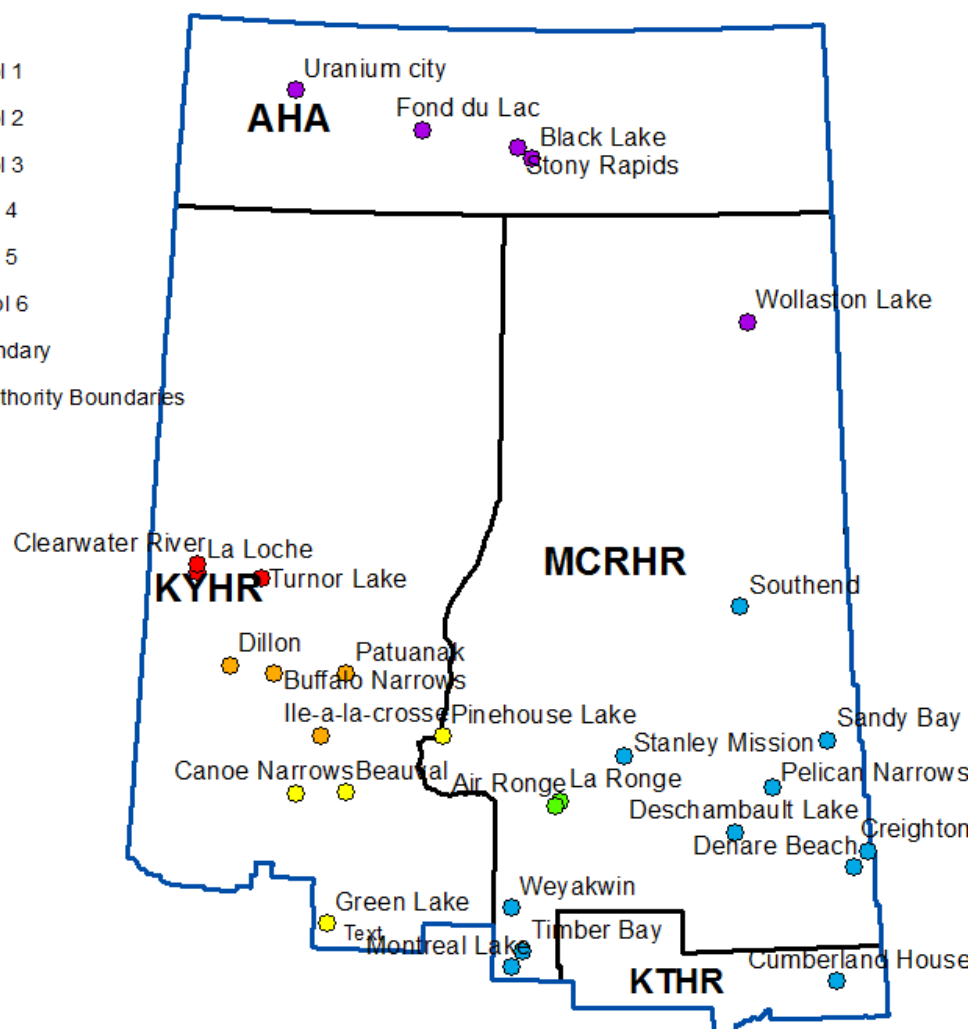 Uranium city
l 1
Fond du Lac
AHA
l 2
Black Lake
Stony Rapids
l 3
4
5
Wollaston Lake
ol 6
ndary
thority Boundaries
Clearwater River
La Loche
MCRHR
Turnor Lake
KYHR
Southend
Dillon
Patuanak
Buffalo Narrows
Ile-a-la-crosse
Pinehouse Lake
Sandy Bay
Stanley Mission
Canoe Narrows
Beauval
Air Ronge
La Ronge
Pelican Narrows
Deschambault Lake
Creighton
Denare Beach
Weyakwin
Green Lake
Text
Timber Bay
Montreal Lake
Cumberland House
KTHR